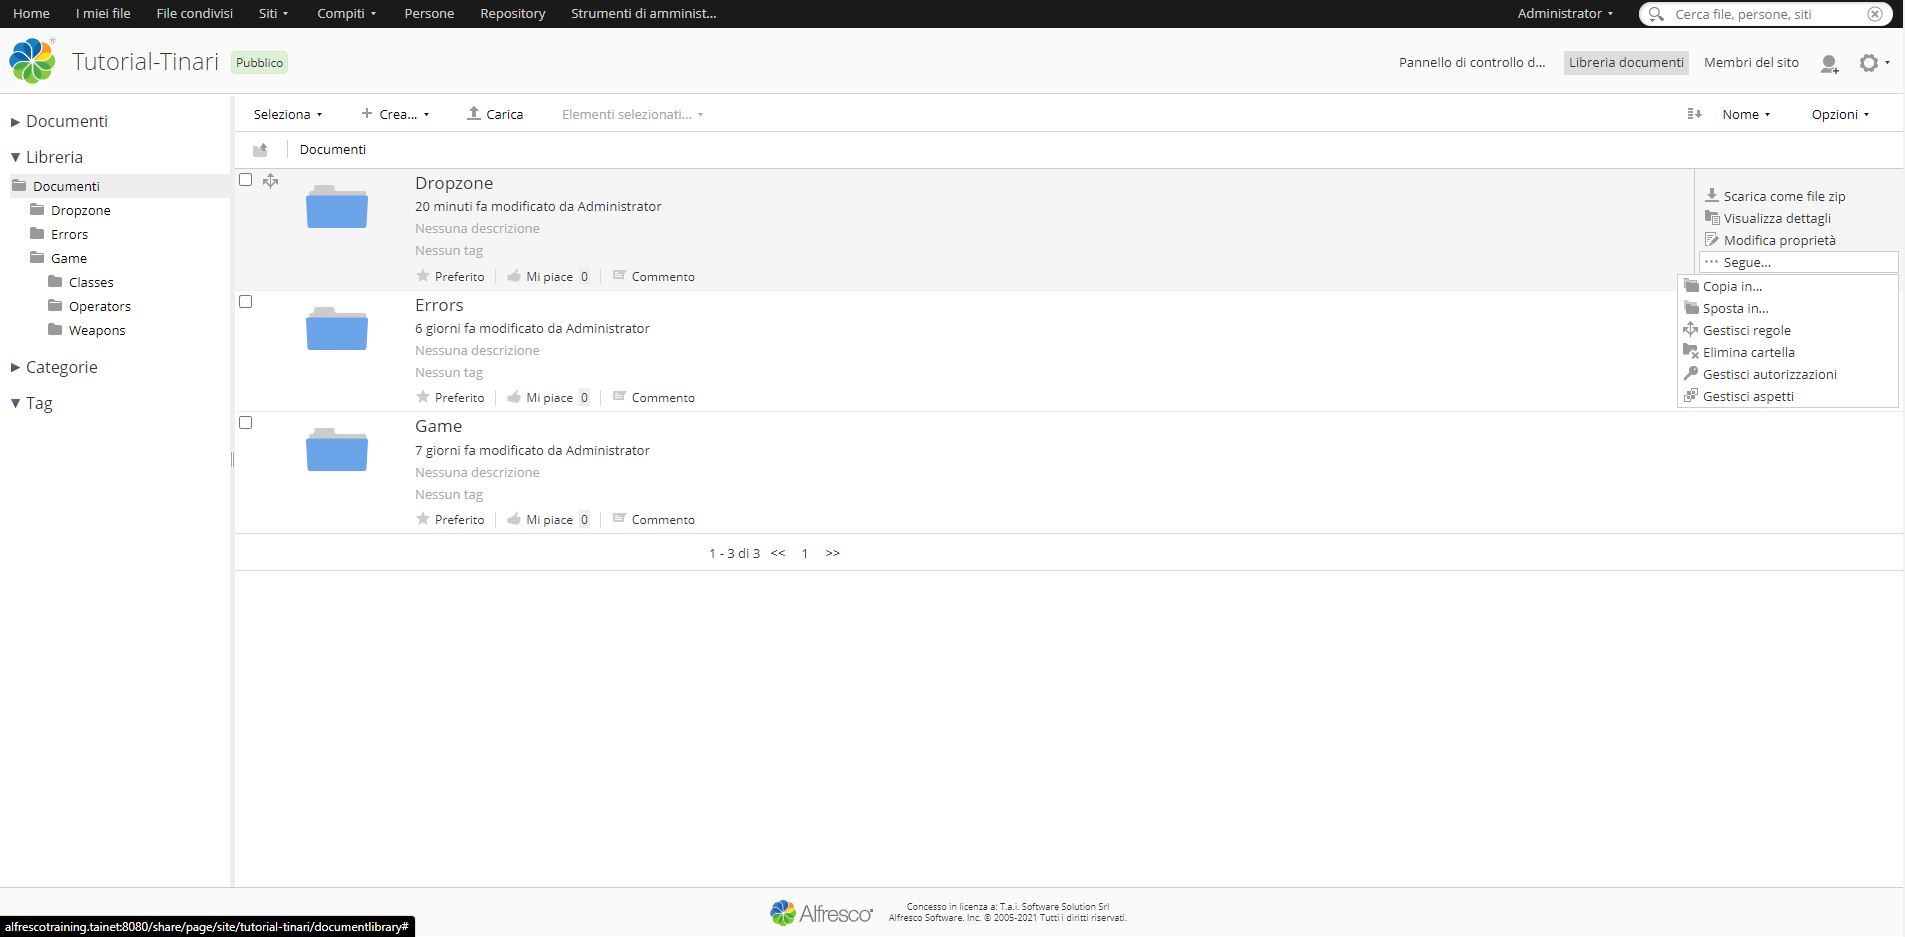 Home I miei file File condivisi Siti Compiti Persone Repository Strumenti di amminist... Administrator Cerca file, persone, siti
Tutorial-Tinari Pubblico Pannello di controllo d... Libreria documenti Membri del sito
Documenti
Libreria
Documenti
Dropzone
Errors
Game
Classes
Operators
Weapons
Categorie
Tag
Seleziona Crea... Carica Elementi selezionati... Nome Opzioni
Documenti
Dropzone
20 minuti fa modificato da Administrator
Nessuna descrizione
Nessun tag
Preferito Mi piace 0 Commento
Scarica come file zip
Visualizza dettagli
Modifica proprietà
Segue...
Copia in...
Sposta in...
Gestisci regole
Elimina cartella
Gestisci autorizzazioni
Gestisci aspetti
Errors
6 giorni fa modificato da Administrator
Nessuna descrizione
Nessun tag
Preferito Mi piace 0 Commento
Game
7 giorni fa modificato da Administrator
Nessuna descrizione
Nessun tag
Preferito Mi piace 0 Commento
1 - 3 di 3 << 1 >>
Alfresco
Concesso in licenza a: T.a.i. Software Solution Srl
Alfresco Software, Inc. © 2005-2021 Tutti i diritti riservati.
alfrescotraining.tainet:8080/share/page/site/tutorial-tinari/documentlibrary#